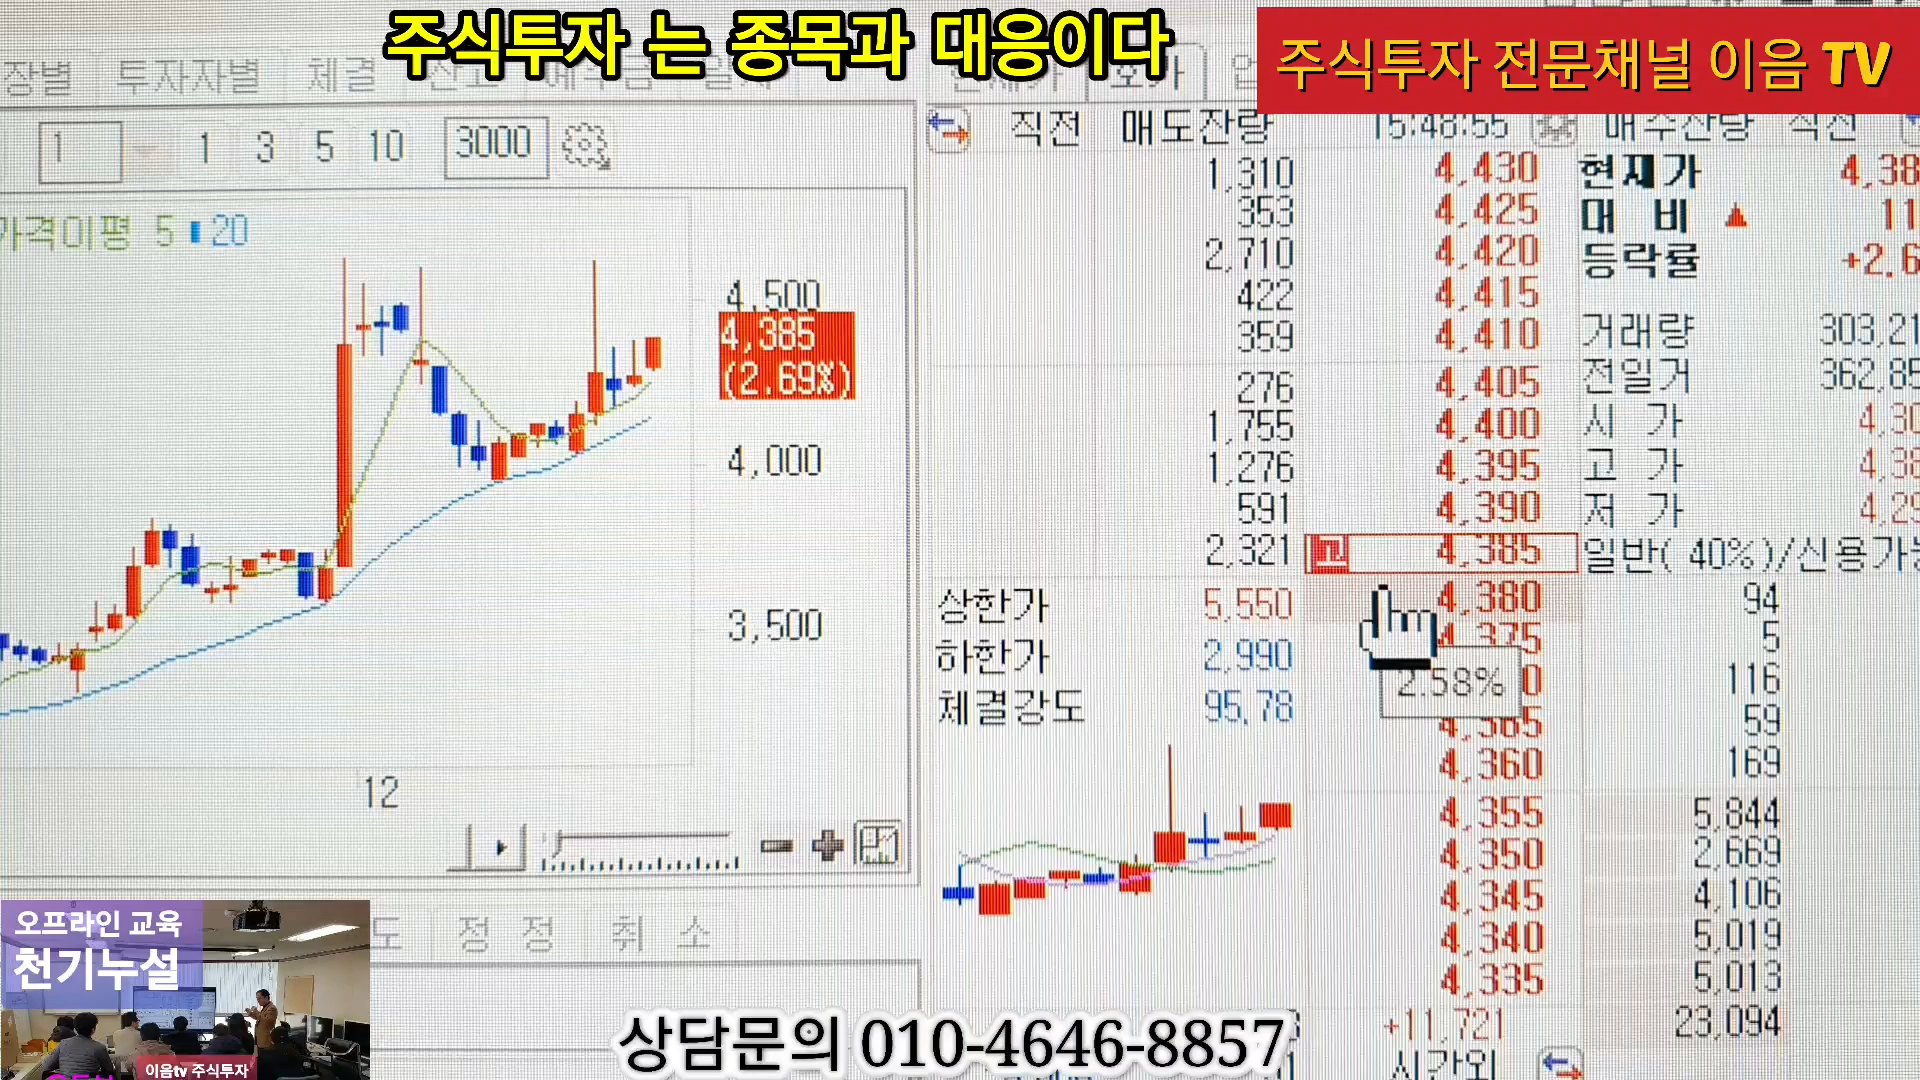 주식투자 는 종목과 대응이다
주식투자 전문채널 이음 TV
장별 투자자별 체결
1 1 3 5 10 3000
가격이평 5 20
4,500
4,385
(2.69%)
4,000
3,500
12
직전 매도잔량 15:48:55 매수잔량 직전
1,310 4,430 현재가 4,38
353 4,425 대 비 ▲ 11
2,710 4,420 등락률 +2.6
422 4,415
359 4,410 거래량 303,21
276 4,405 전일거 362,85
1,755 4,400 시 가 4,30
1,276 4,395 고 가 4,38
591 4,390 저 가 4,29
2,321 고 4,385 일반( 40%)/신용가능
상한가 5,550 4,380 94
하한가 2,990 4,375 5
2.58% 0 116
체결강도 95.78 4,365 59
4,360 169
4,355 5,844
4,350 2,669
4,345 4,106
4,340 5,019
4,335 5,013
+11,721 23,094
시간외
도 정 정 취 소
오프라인 교육
천기누설
이음tv 주식투자
상담문의 010-4646-8857